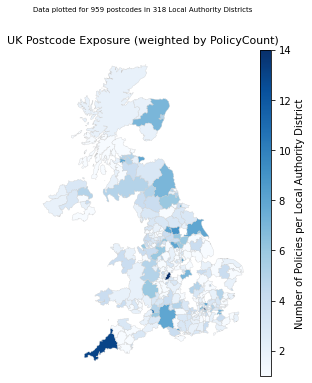 Data plotted for 959 postcodes in 318 Local Authority Districts
UK Postcode Exposure (weighted by PolicyCount)
14
12
10
8
6
4
2
Number of Policies per Local Authority District